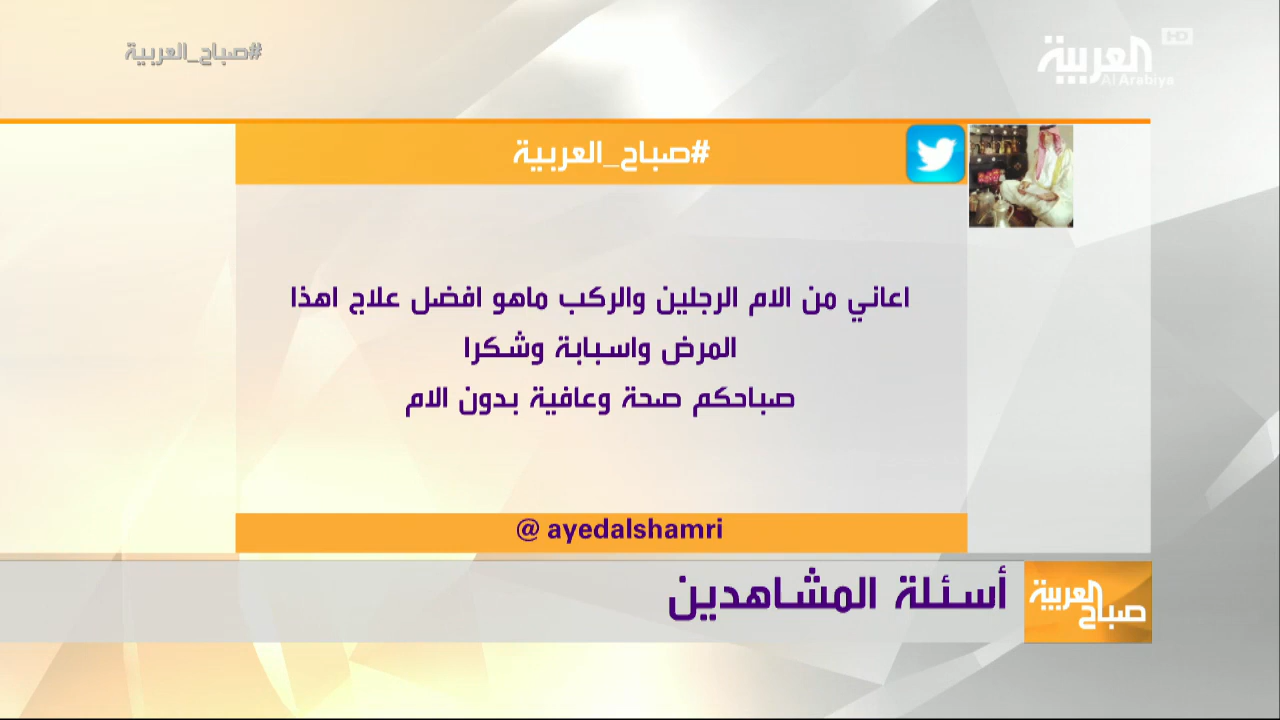 #صباح_العربية
HD
العربية
Al Arabiya
#صباح_العربية
اعاني من الام الرجلين والركب ماهو افضل علاج اهذا
المرض واسبابة وشكرا
صباحكم صحة وعافية بدون الام
@ ayedalshamri
أسئلة المشاهدين
صباح العربية